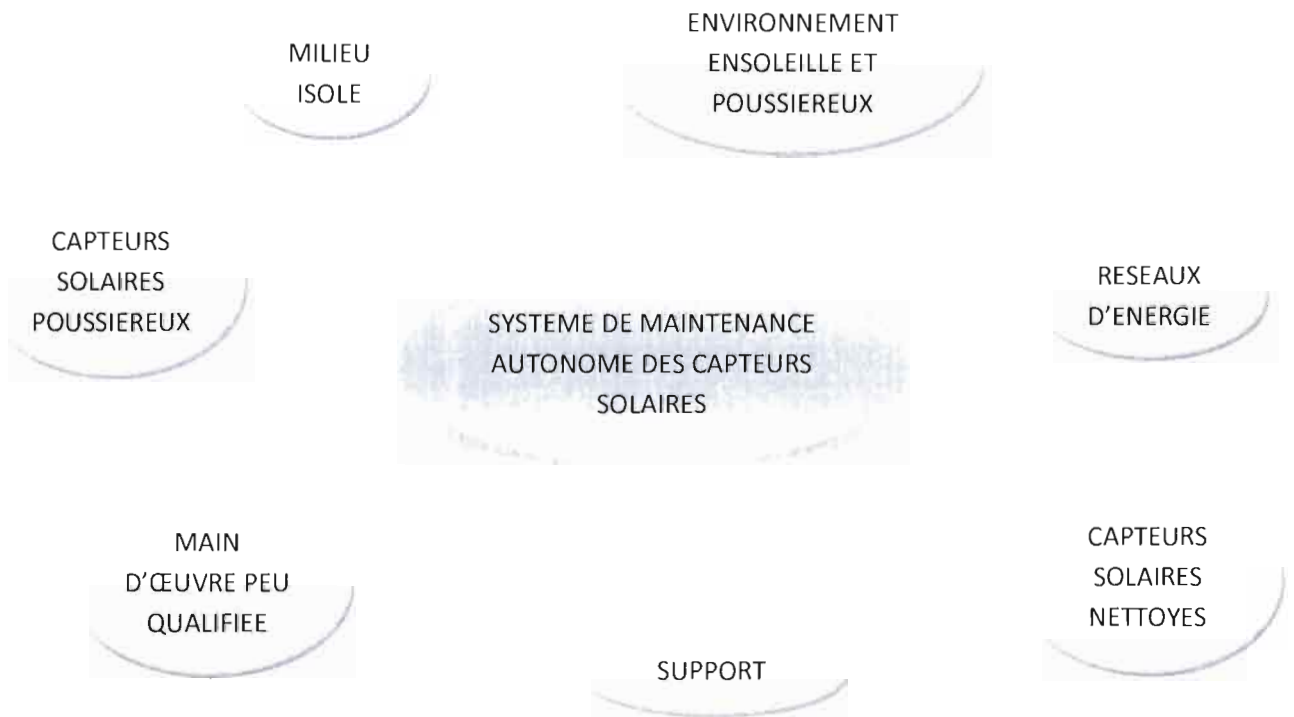 MILIEU
ISOLE
ENVIRONNEMENT
ENSOLEILLE ET
POUSSIEREUX
CAPTEURS
SOLAIRES
POUSSIEREUX
SYSTEME DE MAINTENANCE
AUTONOME DES CAPTEURS
SOLAIRES
RESEAUX
D'ENERGIE
MAIN
D'ŒUVRE PEU
QUALIFIEE
SUPPORT
CAPTEURS
SOLAIRES
NETTOYES